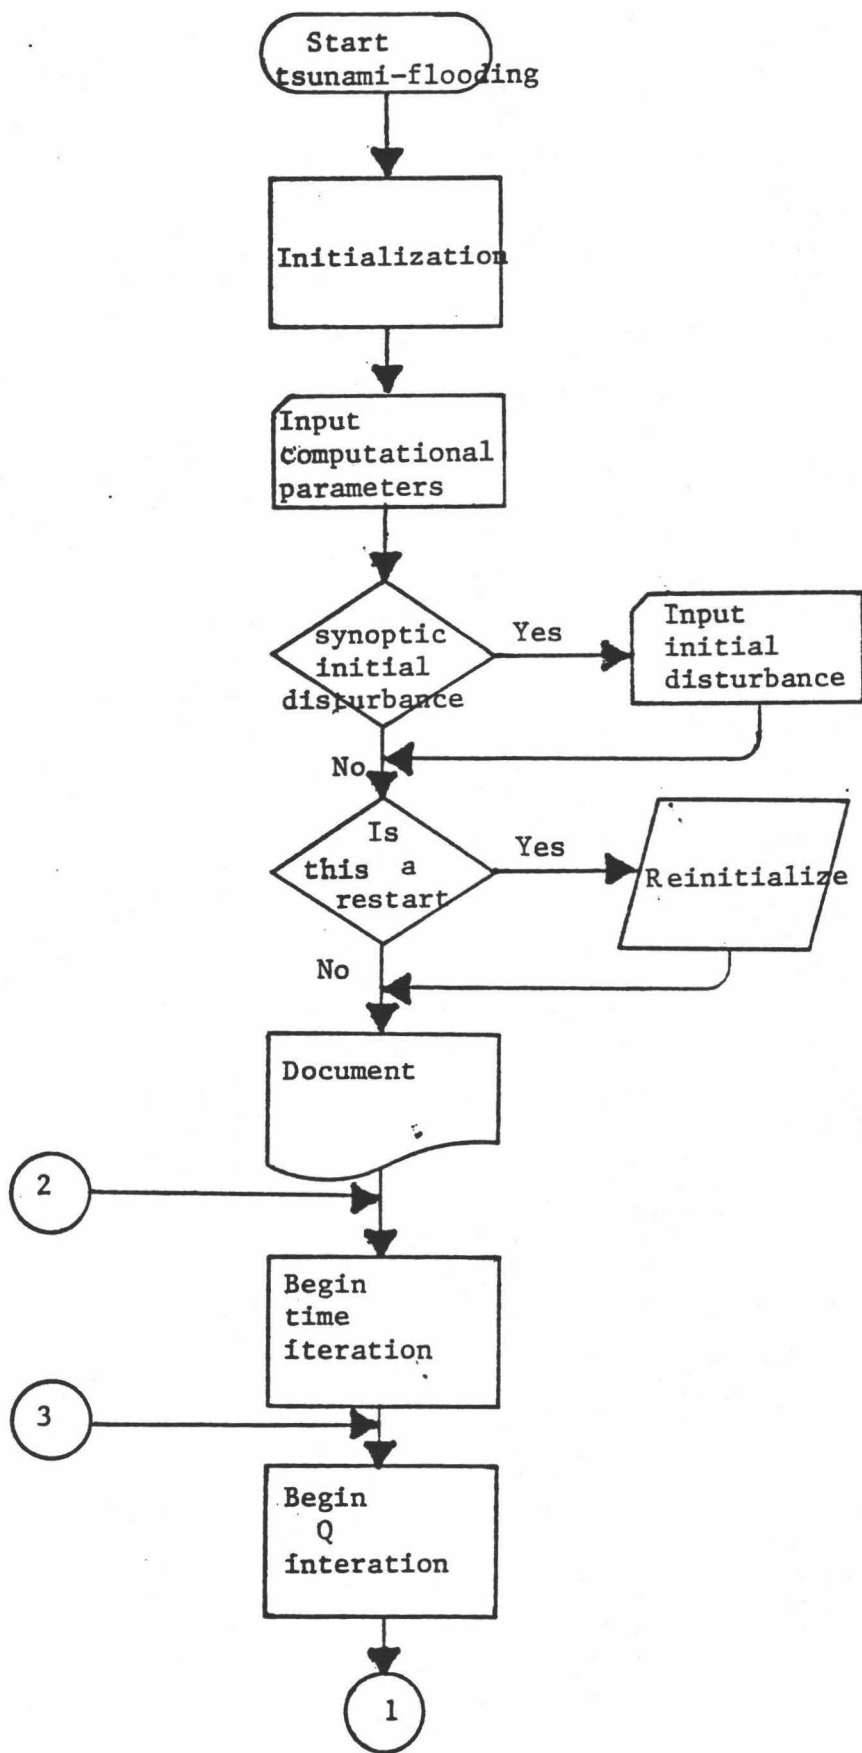 Start
tsunami-flooding
Initialization
Input
computational
parameters
synoptic
initial
disturbance
Yes
Input
initial
disturbance
No
Is
this a
restart
Yes
Reinitialize
No
Document
2
Begin
time
iteration
3
Begin
Q
interation
1